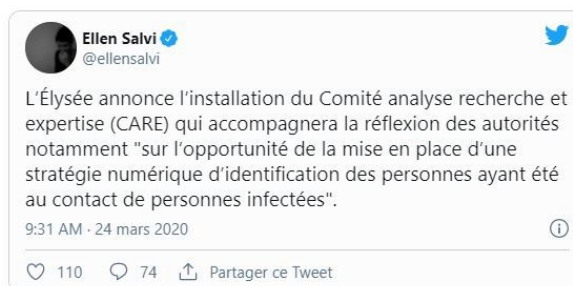 Ellen Salvi
@ellensalvi
L'Élysée annonce l'installation du Comité analyse recherche et
expertise (CARE) qui accompagnera la réflexion des autorités
notamment "sur l'opportunité de la mise en place d'une
stratégie numérique d'identification des personnes ayant été
au contact de personnes infectées".
9:31 AM · 24 mars 2020
110 74 Partager ce Tweet